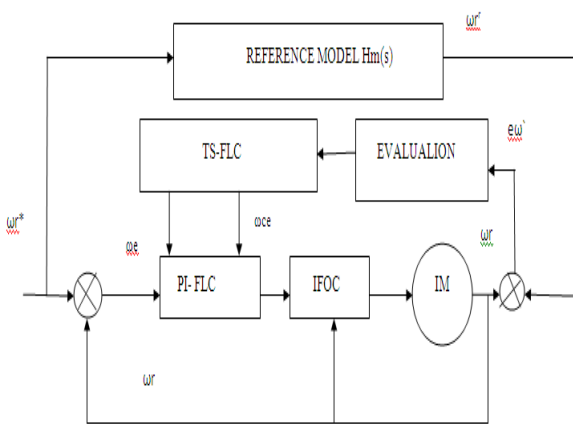 ωr'
REFERENCE MODEL Hm(s)
eω`
TS-FLC
EVALUALION
ωr*
ωe
ωce
ωr
PI- FLC
IFOC
IM
ωr